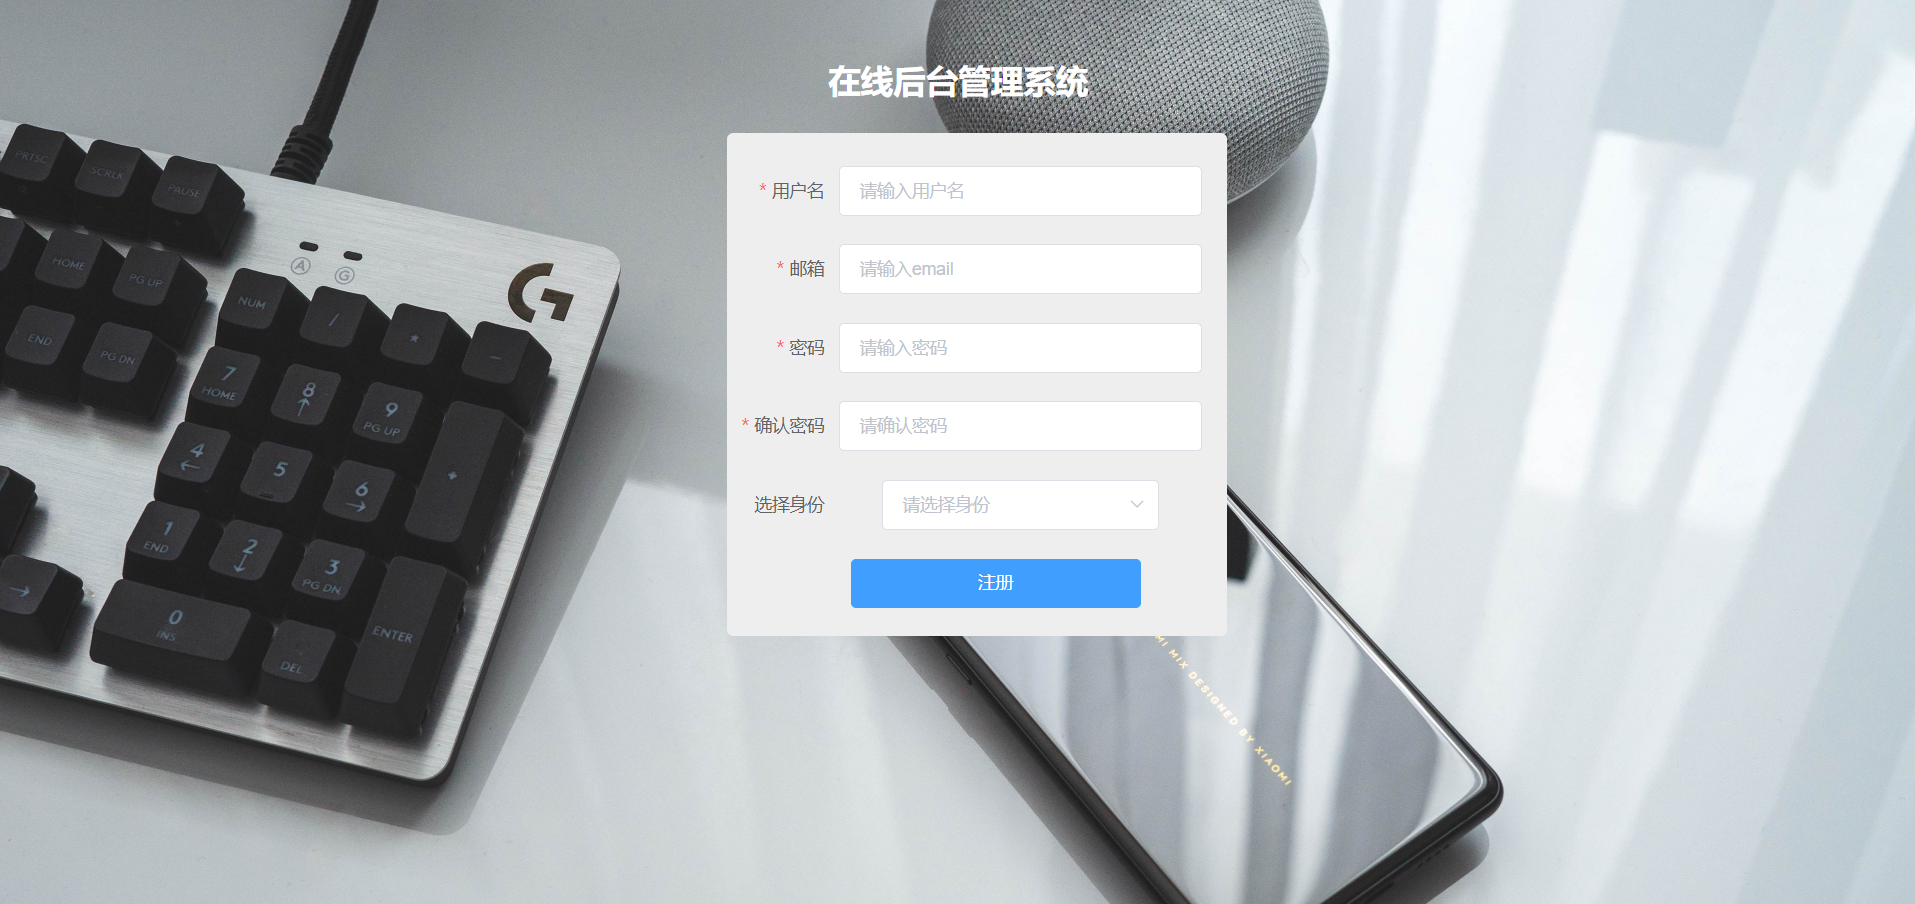 在线后台管理系统
* 用户名 请输入用户名
* 邮箱 请输入email
* 密码 请输入密码
* 确认密码 请确认密码
选择身份 请选择身份
注册
PRTSC SCRLK PAUSE
HOME PG UP
END PG DN
A G
NUM / * -
7 HOME 8 ↑ 9 PG UP +
4 ← 5 6 →
1 END 2 ↓ 3 PG DN ENTER
→ 0 INS DEL
MI MIX DESIGNED BY XIAOMI